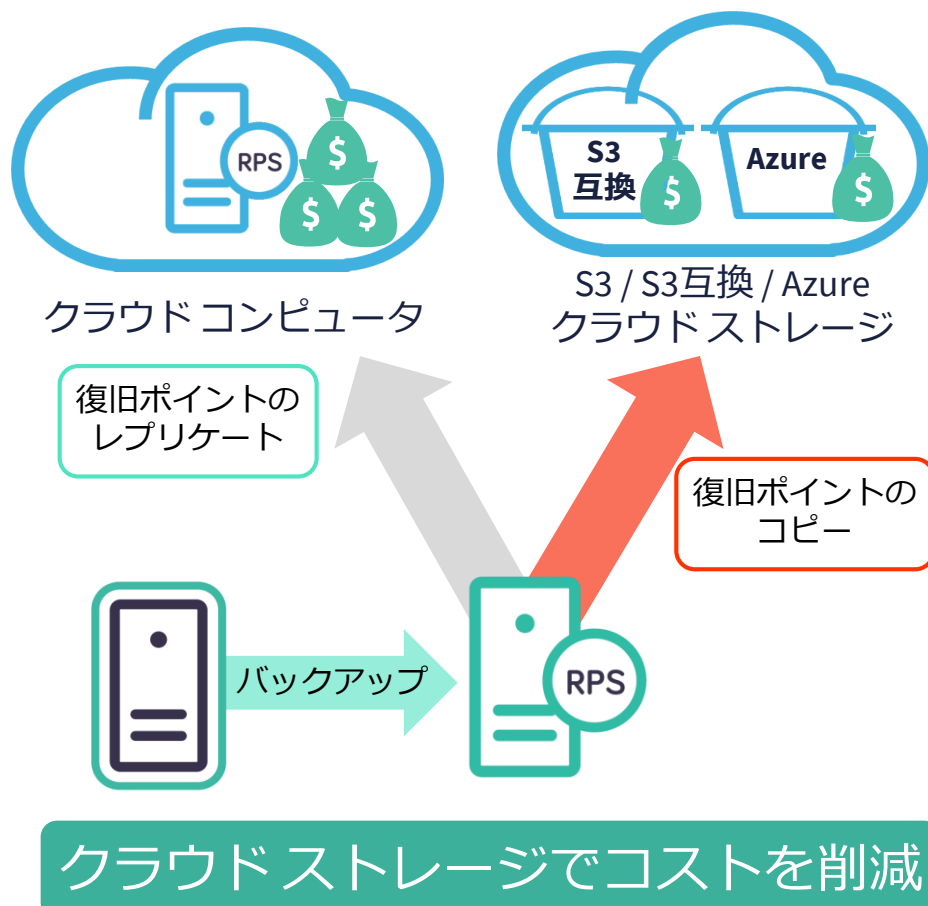 RPS
$
$
$
S3
互換
$
Azure
$
クラウド コンピュータ
S3 / S3互換 / Azure
クラウド ストレージ
復旧ポイントの
レプリケート
復旧ポイントの
コピー
バックアップ
RPS
クラウド ストレージでコストを削減